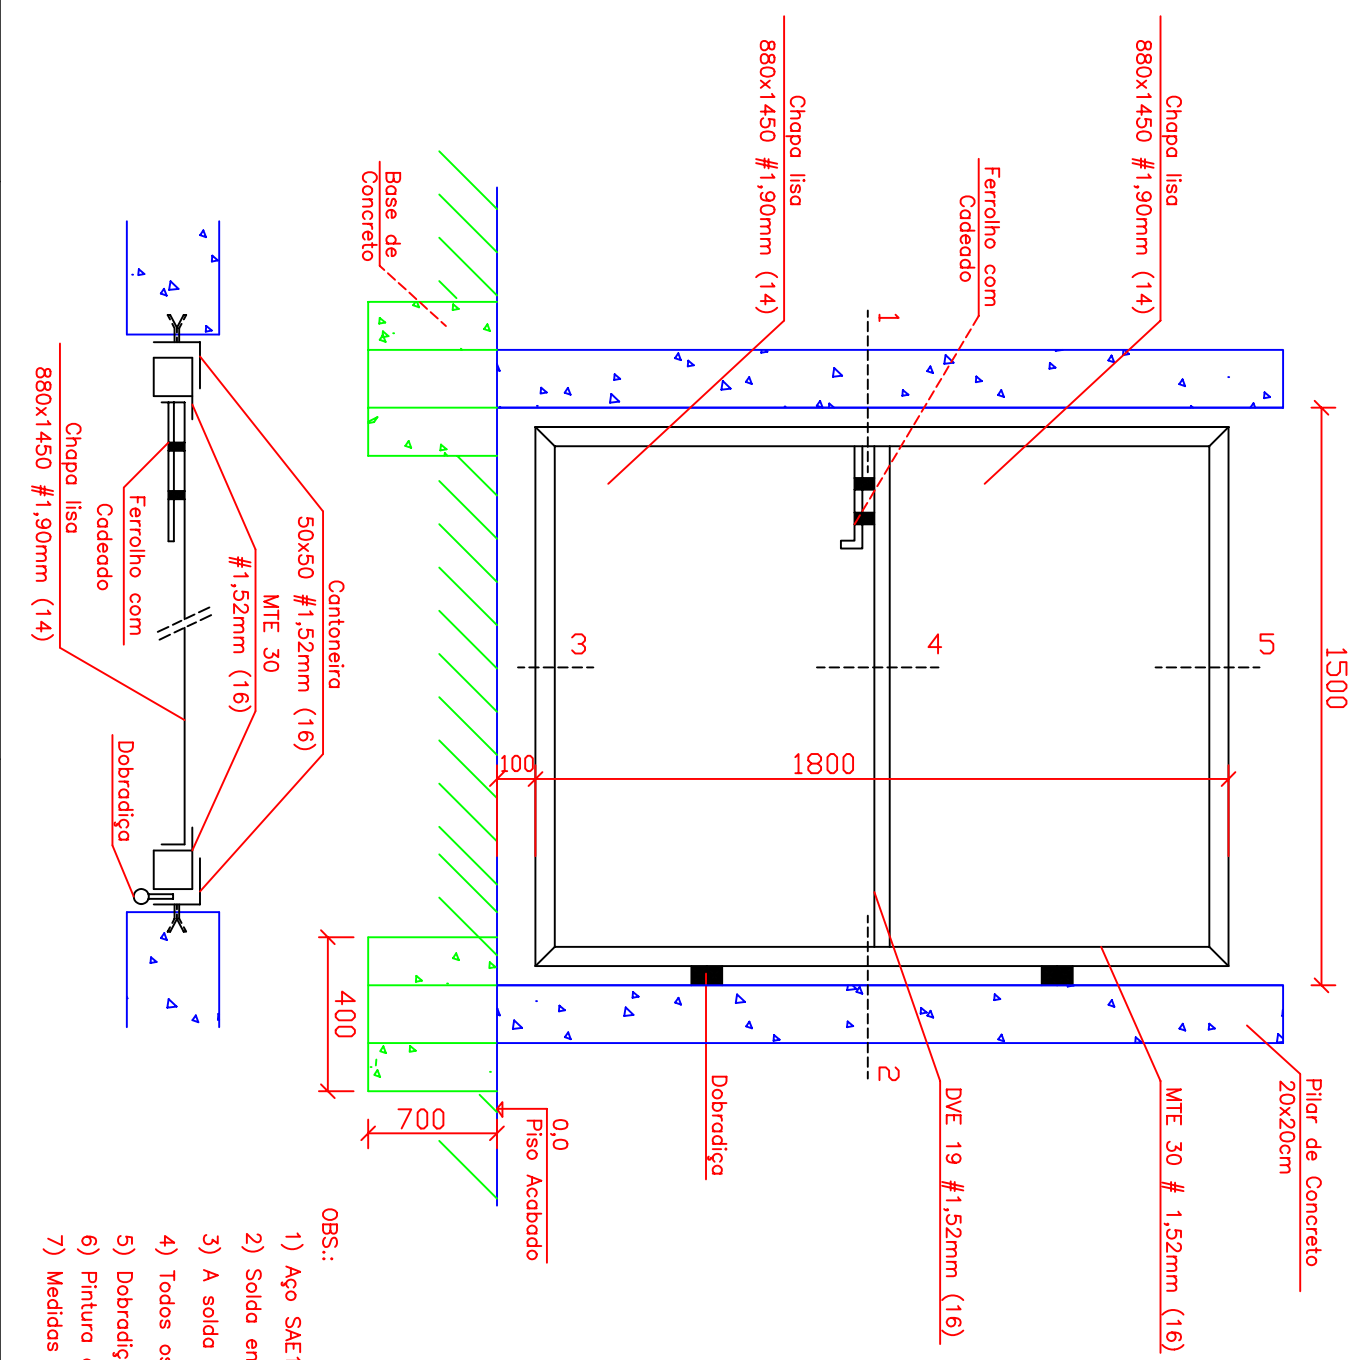 1500
Chapa lisa
880x1450 #1,90mm (14)
Chapa lisa
880x1450 #1,90mm (14)
Ferrolho com
Cadeado
1
2
3
4
5
1800
100
Base de
Concreto
Pilar de Concreto
20x20cm
MTE 30 # 1,52mm (16)
DVE 19 #1,52mm (16)
Dobradiça
0,0
Piso Acabado
400
700
Cantoneira
50x50 #1,52mm (16)
MTE 30
#1,52mm (16)
Ferrolho com
Cadeado
Chapa lisa
880x1450 #1,90mm (14)
Dobradiça
OBS.:
1) Aço SAE
2) Solda
3) A solda
4) Todos
5)
6) Pintura
7) Medidas